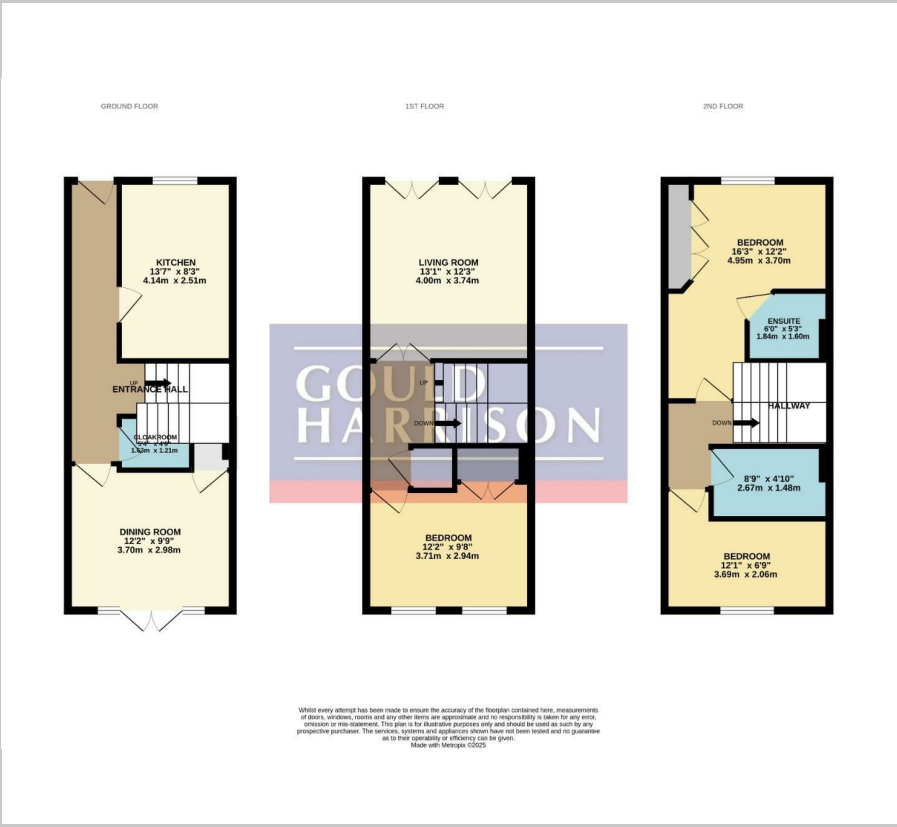 GROUND FLOOR
KITCHEN
13'7" x 8'3"
4.14m x 2.51m
UP
ENTRANCE HALL
CLOAKROOM
5'4" x 4'0"
1.63m x 1.21m
DINING ROOM
12'2" x 9'9"
3.70m x 2.98m
1ST FLOOR
LIVING ROOM
13'1" x 12'3"
4.00m x 3.74m
UP
DOWN
GOULD
HARRISON
BEDROOM
12'2" x 9'8"
3.71m x 2.94m
2ND FLOOR
BEDROOM
16'3" x 12'2"
4.95m x 3.70m
ENSUITE
6'0" x 5'3"
1.84m x 1.60m
HALLWAY
DOWN
8'9" x 4'10"
2.67m x 1.48m
BEDROOM
12'1" x 6'9"
3.69m x 2.06m
Whilst every attempt has been made to ensure the accuracy of the floorplan contained here, measurements
of doors, windows, rooms and any other items are approximate and no responsibility is taken for any error,
omission or mis-statement. This plan is for illustrative purposes only and should be used as such by any
prospective purchaser. The services, systems and appliances shown have not been tested and no guarantee
as to their operability or efficiency can be given.
Made with Metropix ©2025